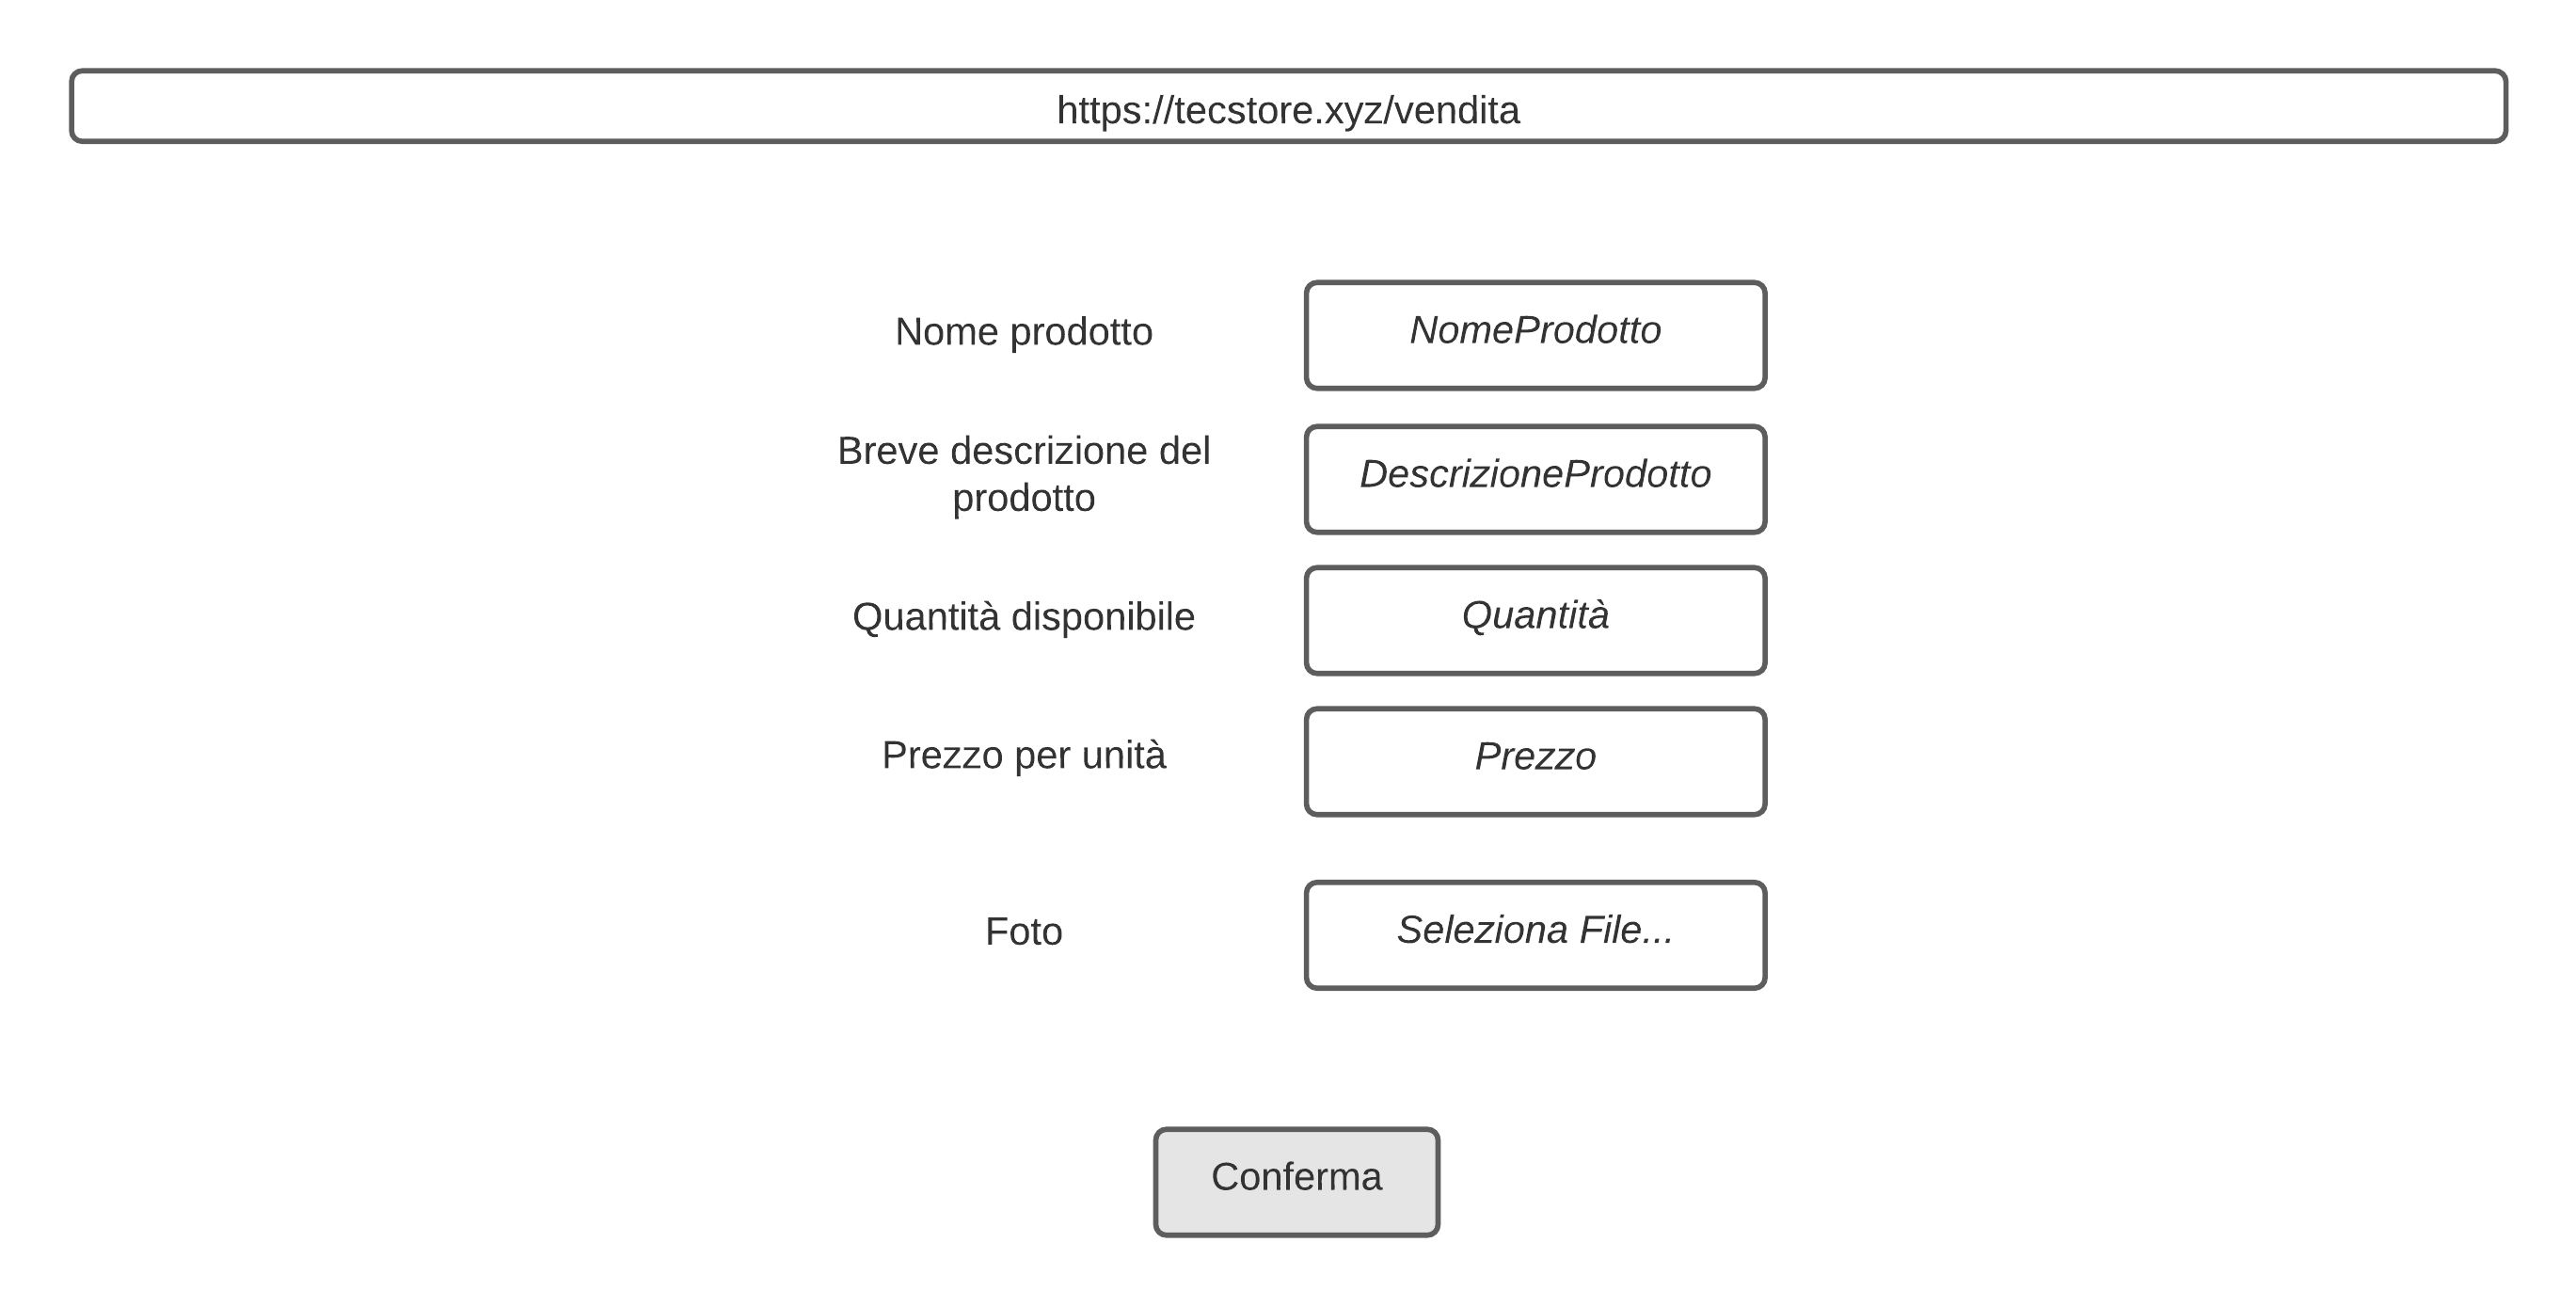 https://tecstore.xyz/vendita
Nome prodotto
NomeProdotto
Breve descrizione del
prodotto
DescrizioneProdotto
Quantità disponibile
Quantità
Prezzo per unità
Prezzo
Foto
Seleziona File...
Conferma